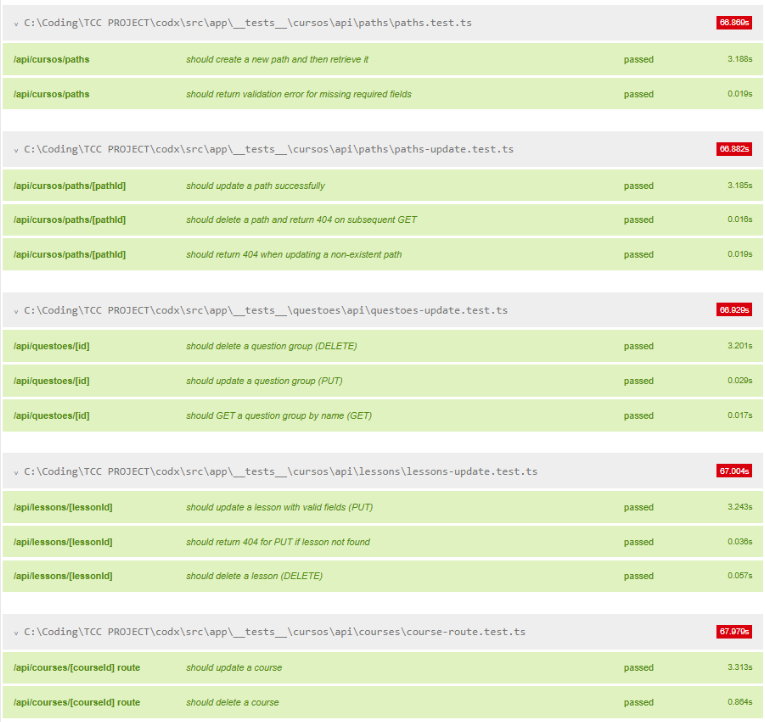 C:\Coding\TCC PROJECT\codx\src\app\__tests__\cursos\api\paths\paths.test.ts 66.869s
/api/cursos/paths should create a new path and then retrieve it passed 3.188s
/api/cursos/paths should return validation error for missing required fields passed 0.019s
C:\Coding\TCC PROJECT\codx\src\app\__tests__\cursos\api\paths\paths-update.test.ts 66.882s
/api/cursos/paths/[pathId] should update a path successfully passed 3.185s
/api/cursos/paths/[pathId] should delete a path and return 404 on subsequent GET passed 0.016s
/api/cursos/paths/[pathId] should return 404 when updating a non-existent path passed 0.019s
C:\Coding\TCC PROJECT\codx\src\app\__tests__\questoes\api\questoes-update.test.ts 66.929s
/api/questoes/[id] should delete a question group (DELETE) passed 3.201s
/api/questoes/[id] should update a question group (PUT) passed 0.029s
/api/questoes/[id] should GET a question group by name (GET) passed 0.017s
C:\Coding\TCC PROJECT\codx\src\app\__tests__\cursos\api\lessons\lessons-update.test.ts 67.004s
/api/lessons/[lessonId] should update a lesson with valid fields (PUT) passed 3.243s
/api/lessons/[lessonId] should return 404 for PUT if lesson not found passed 0.036s
/api/lessons/[lessonId] should delete a lesson (DELETE) passed 0.057s
C:\Coding\TCC PROJECT\codx\src\app\__tests__\cursos\api\courses\course-route.test.ts 67.979s
/api/courses/[courseId] route should update a course passed 3.313s
/api/courses/[courseId] route should delete a course passed 0.864s